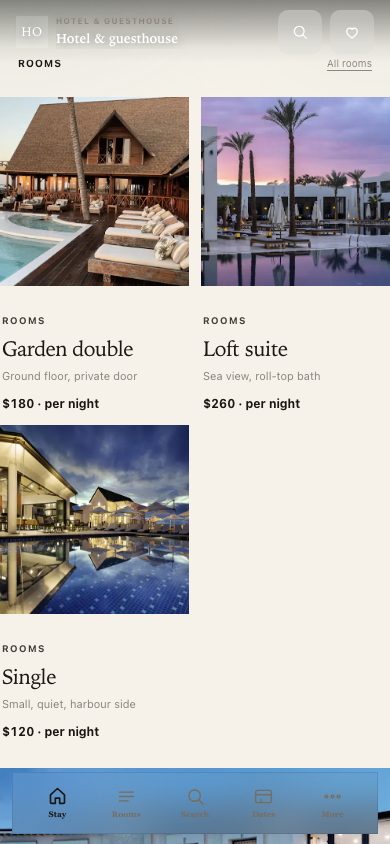 HO
HOTEL & GUESTHOUSE
Hotel & guesthouse
ROOMS
All rooms
ROOMS
Garden double
Ground floor, private door
$180 · per night
ROOMS
Loft suite
Sea view, roll-top bath
$260 · per night
ROOMS
Single
Small, quiet, harbour side
$120 · per night
Stay
Rooms
Search
Dates
More